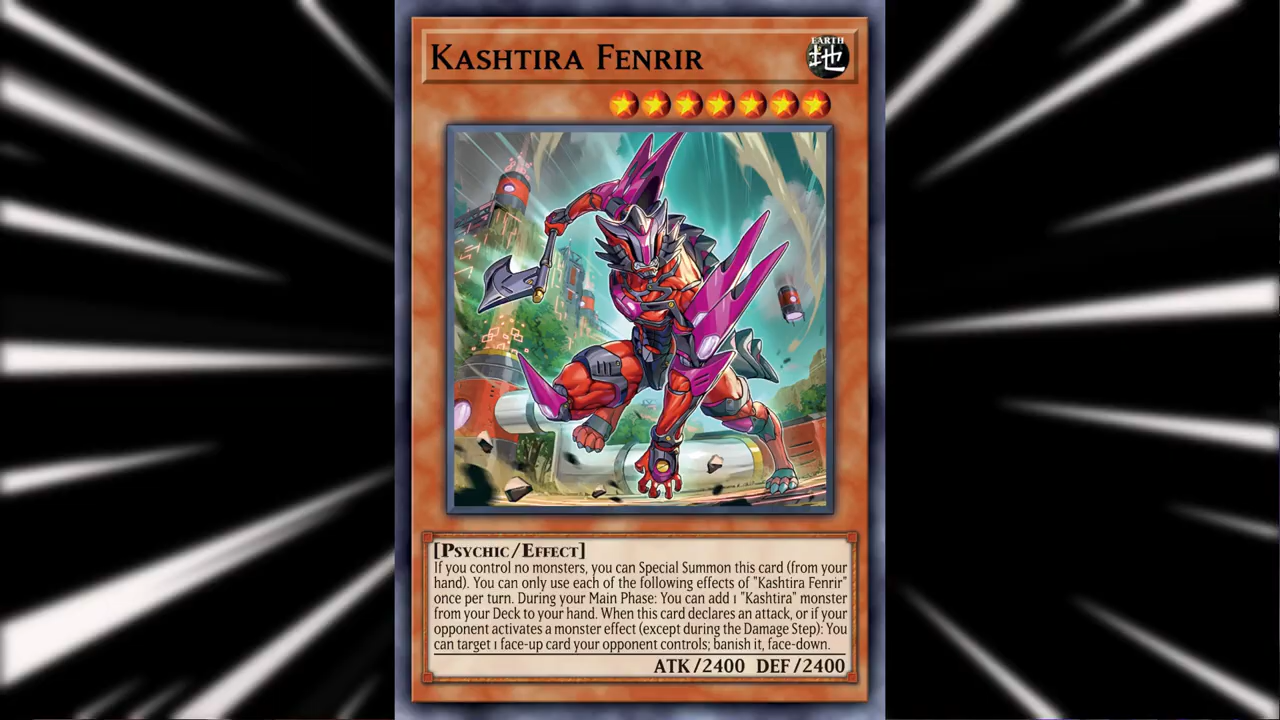 Kashtira Fenrir
EARTH
地
[Psychic/Effect]
If you control no monsters, you can Special Summon this card (from your
hand). You can only use each of the following effects of "Kashtira Fenrir"
once per turn. During your Main Phase: You can add 1 "Kashtira" monster
from your Deck to your hand. When this card declares an attack, or if your
opponent activates a monster effect (except during the Damage Step): You
can target 1 face-up card your opponent controls; banish it, face-down.
ATK/2400 DEF/2400